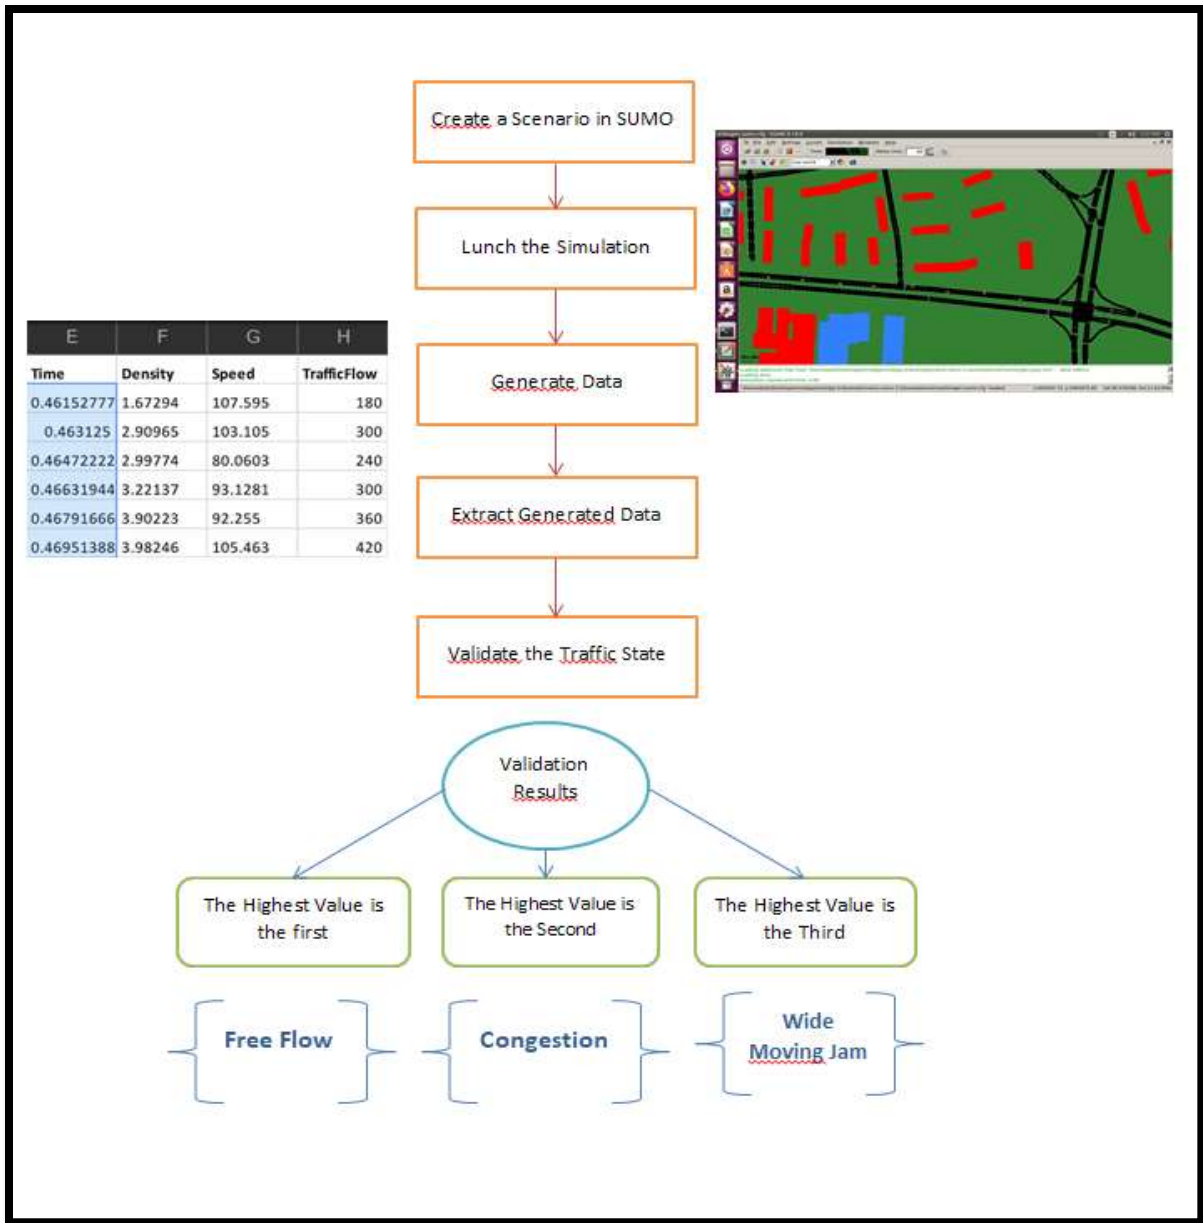 Create a Scenario in SUMO
Lunch the Simulation
E F G H
Time Density Speed TrafficFlow
0.46152777 1.67294 107.595 180
0.463125 2.90965 103.105 300
0.46472222 2.99774 80.0603 240
0.46631944 3.22137 93.1281 300
0.46791666 3.90223 92.255 360
0.46951388 3.98246 105.463 420
Generate Data
Extract Generated Data
Validate the Traffic State
Validation
Results
The Highest Value is
the first
The Highest Value is
the Second
The Highest Value is
the Third
Free Flow
Congestion
Wide
Moving Jam